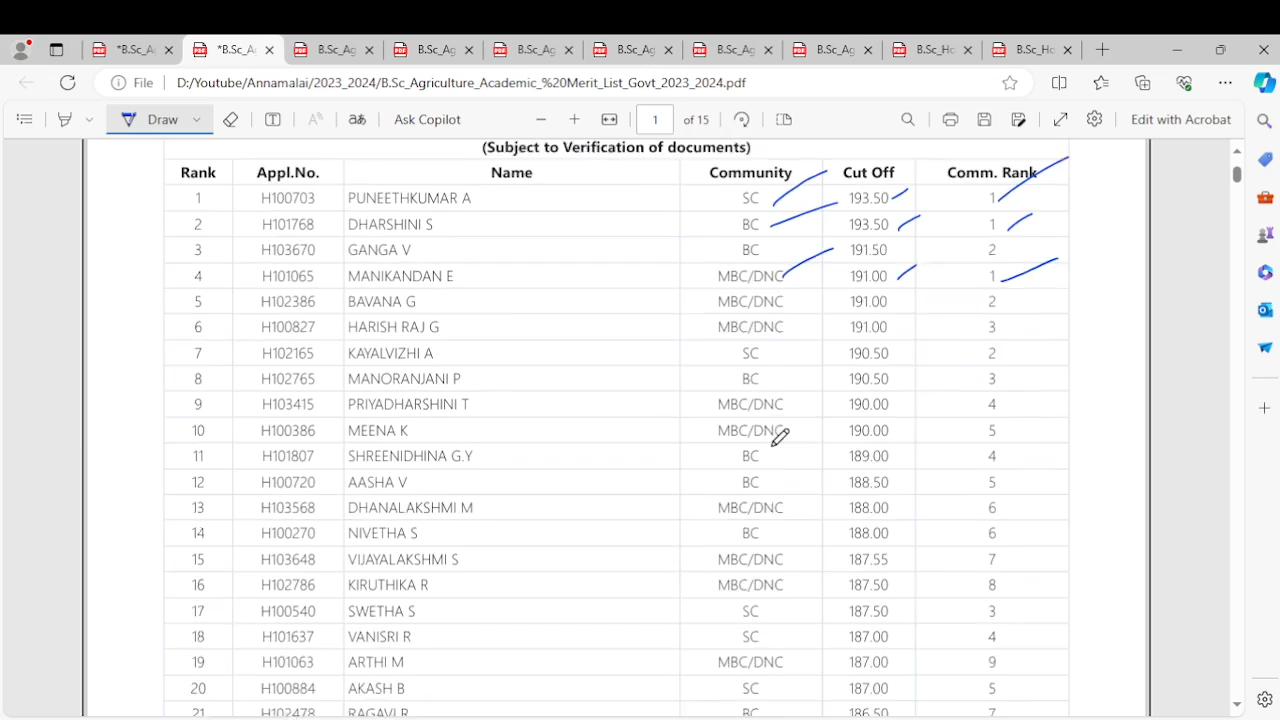 *B.Sc_Ag
*B.Sc_Ag
B.Sc_Ag
B.Sc_Ag
B.Sc_Ag
B.Sc_Ag
B.Sc_Ag
B.Sc_Ag
B.Sc_Ho
B.Sc_Ho
File D:/Youtube/Annamalai/2023_2024/B.Sc_Agriculture_Academic_%20Merit_List_Govt_2023_2024.pdf
Draw Ask Copilot 1 of 15 Edit with Acrobat
(Subject to Verification of documents)
Rank Appl.No. Name Community Cut Off Comm. Rank
1 H100703 PUNEETHKUMAR A SC 193.50 1
2 H101768 DHARSHINI S BC 193.50 1
3 H103670 GANGA V BC 191.50 2
4 H101065 MANIKANDAN E MBC/DNC 191.00 1
5 H102386 BAVANA G MBC/DNC 191.00 2
6 H100827 HARISH RAJ G MBC/DNC 191.00 3
7 H102165 KAYALVIZHI A SC 190.50 2
8 H102765 MANORANJANI P BC 190.50 3
9 H103415 PRIYADHARSHINI T MBC/DNC 190.00 4
10 H100386 MEENA K MBC/DNC 190.00 5
11 H101807 SHREENIDHINA G.Y BC 189.00 4
12 H100720 AASHA V BC 188.50 5
13 H103568 DHANALAKSHMI M MBC/DNC 188.00 6
14 H100270 NIVETHA S BC 188.00 6
15 H103648 VIJAYALAKSHMI S MBC/DNC 187.55 7
16 H102786 KIRUTHIKA R MBC/DNC 187.50 8
17 H100540 SWETHA S SC 187.50 3
18 H101637 VANISRI R SC 187.00 4
19 H101063 ARTHI M MBC/DNC 187.00 9
20 H100884 AKASH B SC 187.00 5
21 H102478 RAGAVI R BC 186.50 7